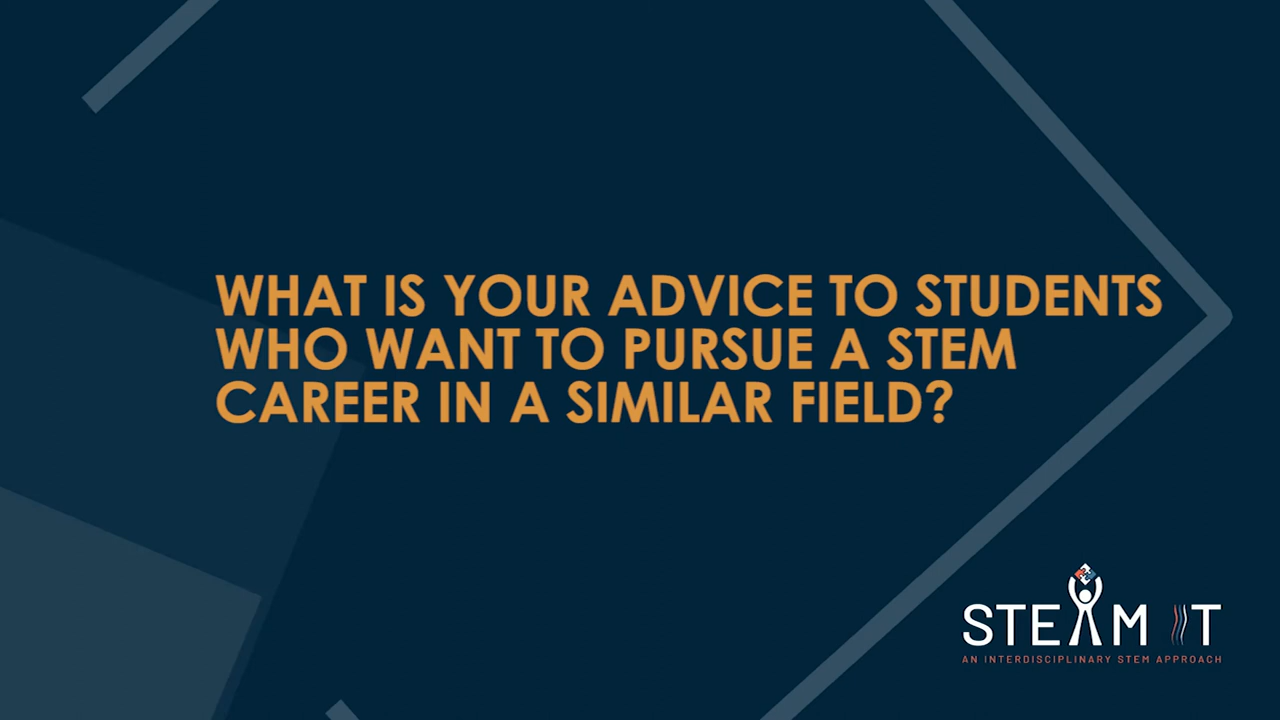 WHAT IS YOUR ADVICE TO STUDENTS
WHO WANT TO PURSUE A STEM
CAREER IN A SIMILAR FIELD?
STEAM IT
AN INTERDISCIPLINARY STEM APPROACH